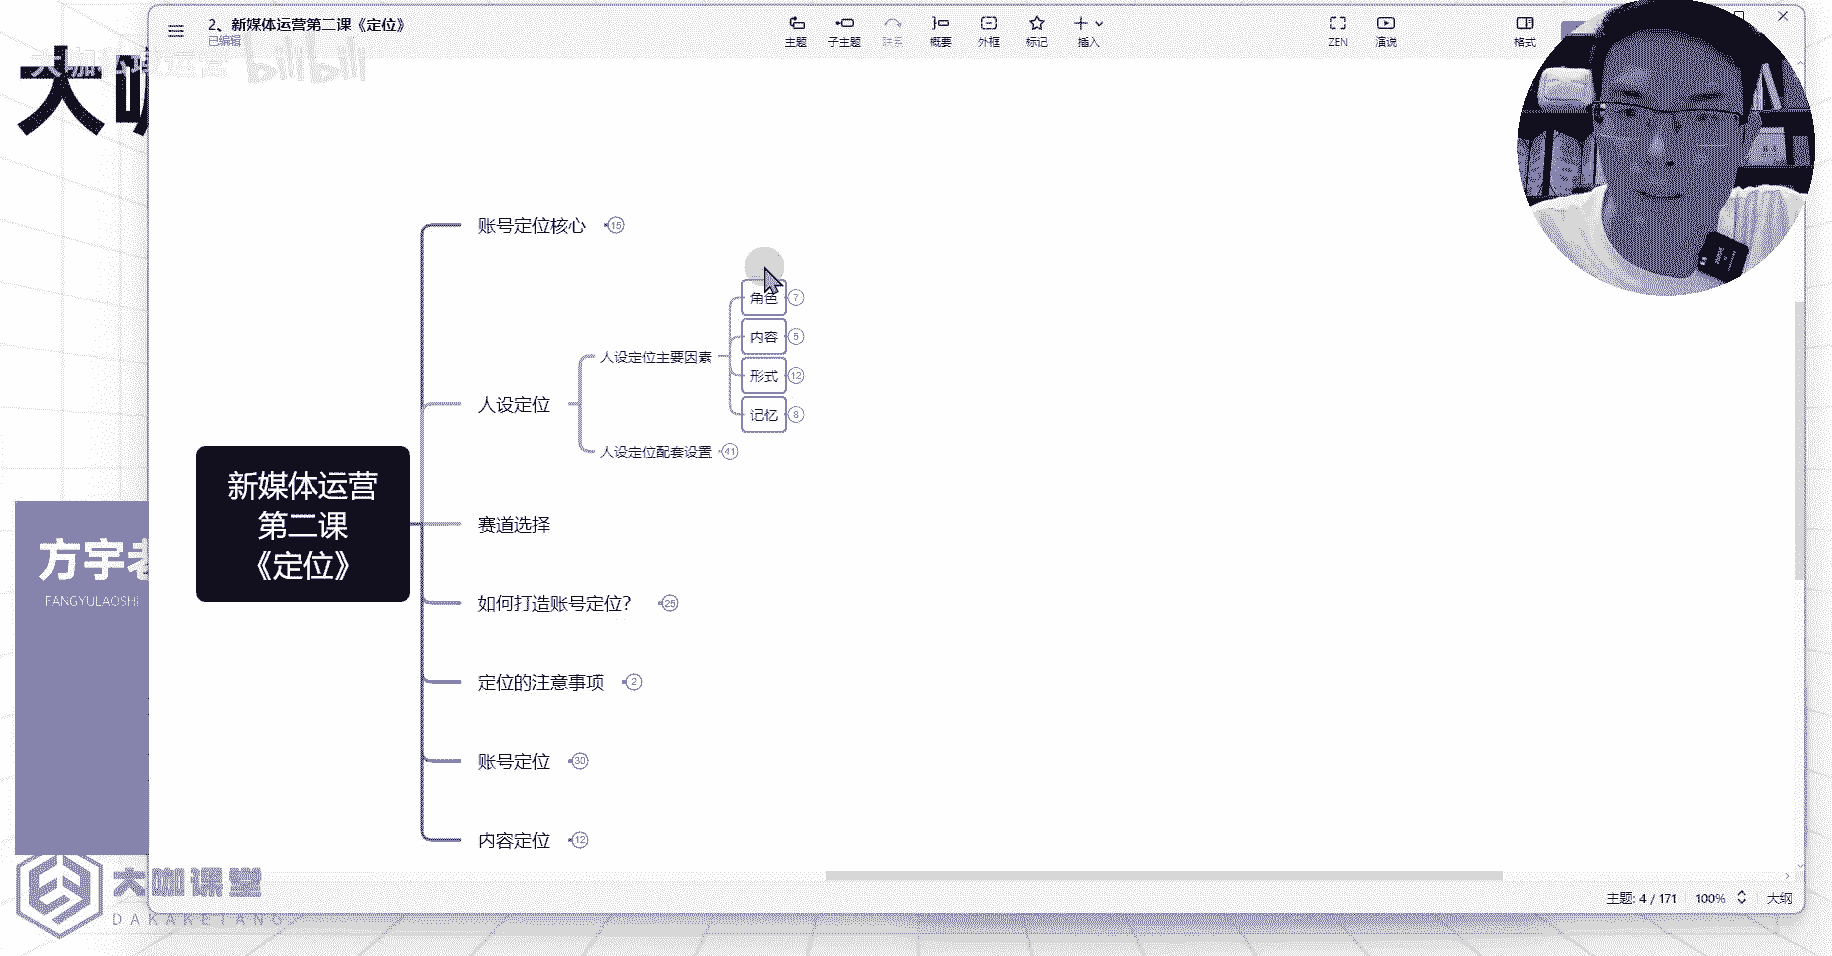 2、新媒体运营第二课《定位》
已编辑
主题
子主题
联系
概要
外框
标记
插入
ZEN
演说
格式
bilibili
账号定位核心
15
角色
7
内容
5
人设定位主要因素
形式
12
人设定位
记忆
8
人设定位配套设置
41
新媒体运营
第二课
《定位》
赛道选择
方宇老
FANGYULAOSHI
如何打造账号定位?
25
定位的注意事项
2
账号定位
30
内容定位
12
大咖课堂
DAKAKETANG
主题: 4 / 171
100%
大纲